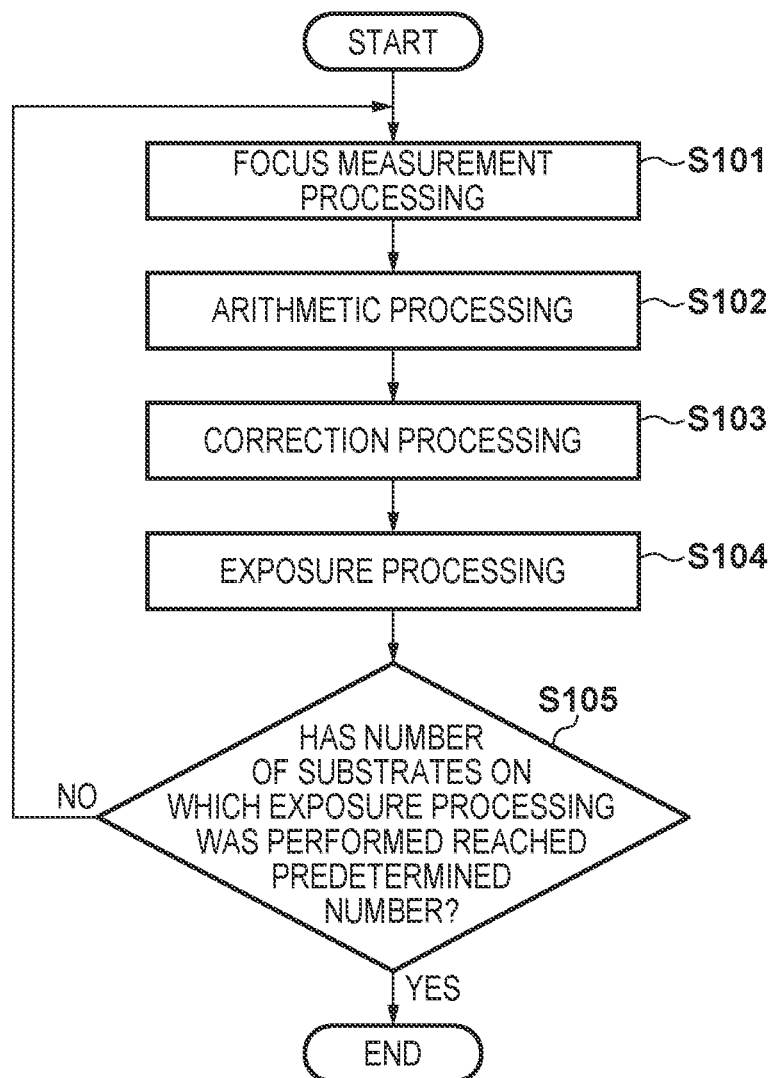 START
FOCUS MEASUREMENT
PROCESSING
S101
ARITHMETIC PROCESSING
S102
CORRECTION PROCESSING
S103
EXPOSURE PROCESSING
S104
S105
HAS NUMBER
OF SUBSTRATES ON
WHICH EXPOSURE PROCESSING
WAS PERFORMED REACHED
PREDETERMINED
NUMBER?
NO
YES
END